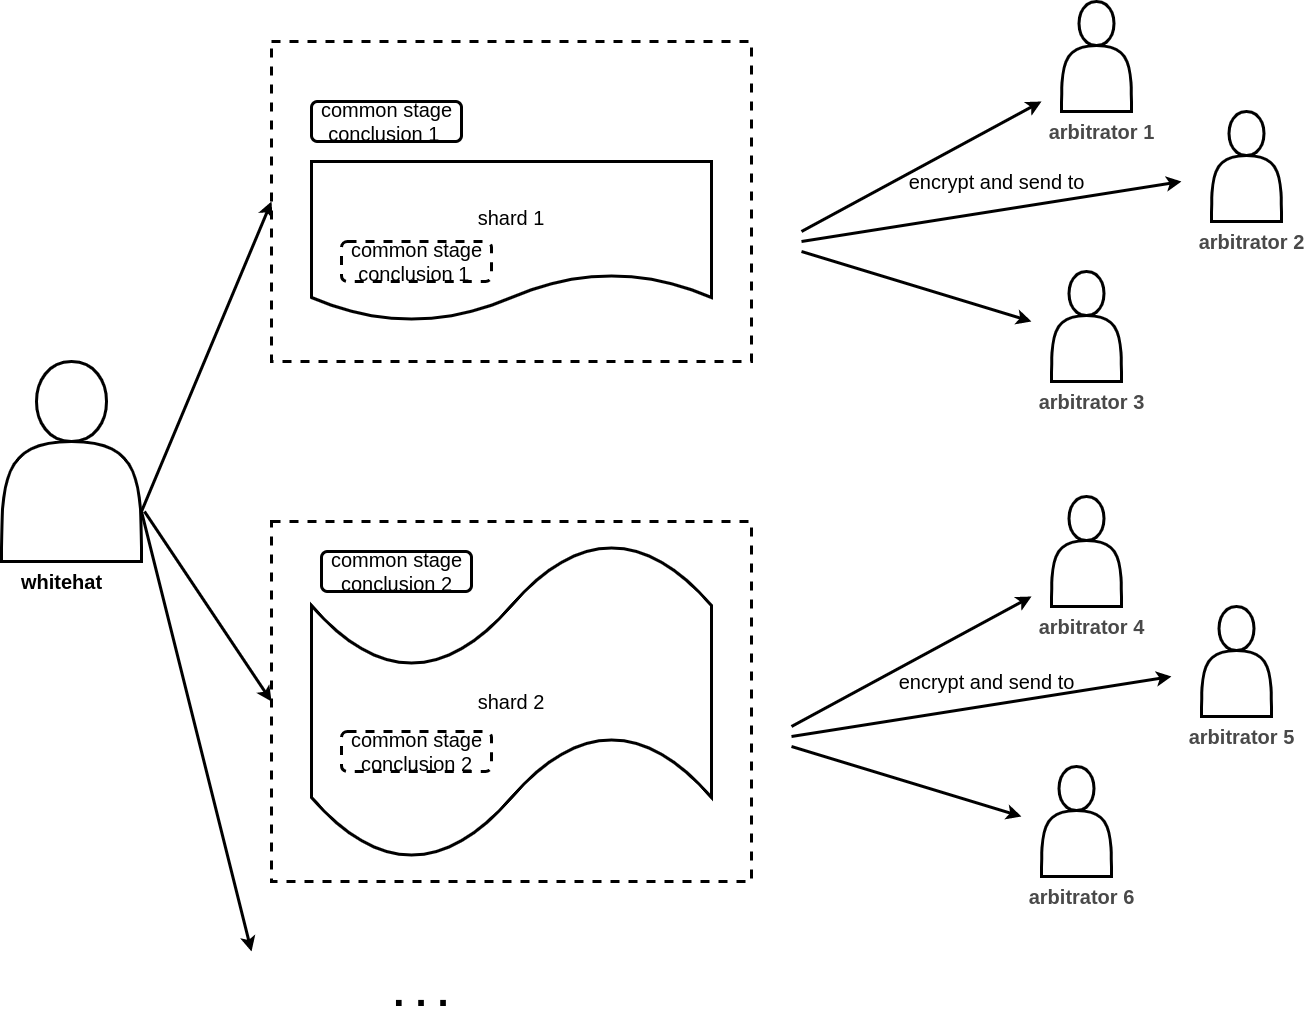 common stage
conclusion 1
shard 1
common stage
conclusion 1
encrypt and send to
arbitrator 1
arbitrator 2
arbitrator 3
whitehat
common stage
conclusion 2
shard 2
common stage
conclusion 2
encrypt and send to
arbitrator 4
arbitrator 5
arbitrator 6
...